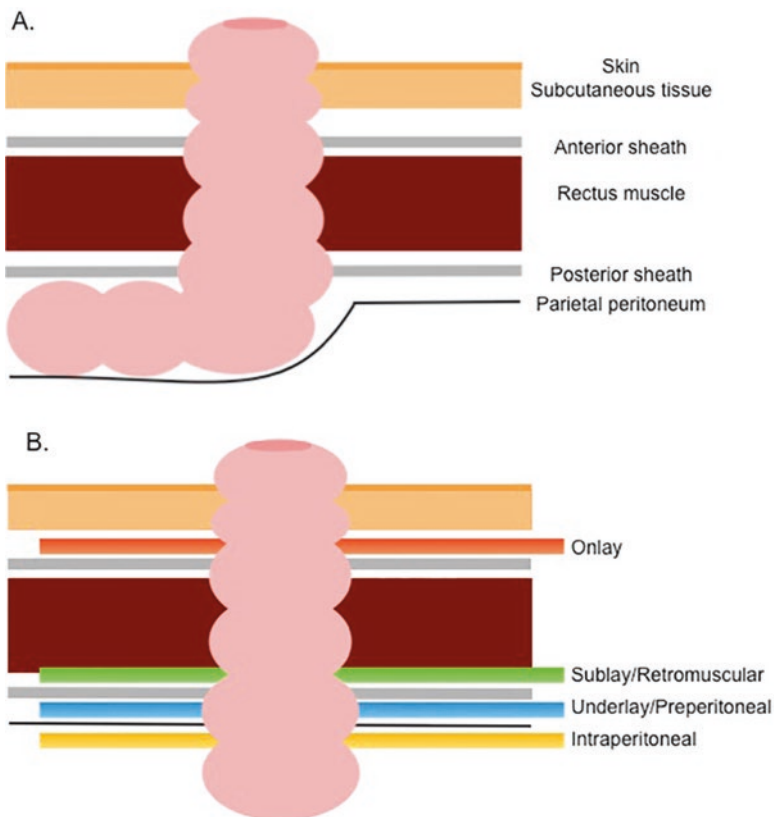 A.
Skin
Subcutaneous tissue
Anterior sheath
Rectus muscle
Posterior sheath
Parietal peritoneum
B.
Onlay
Sublay/Retromuscular
Underlay/Preperitoneal
Intraperitoneal